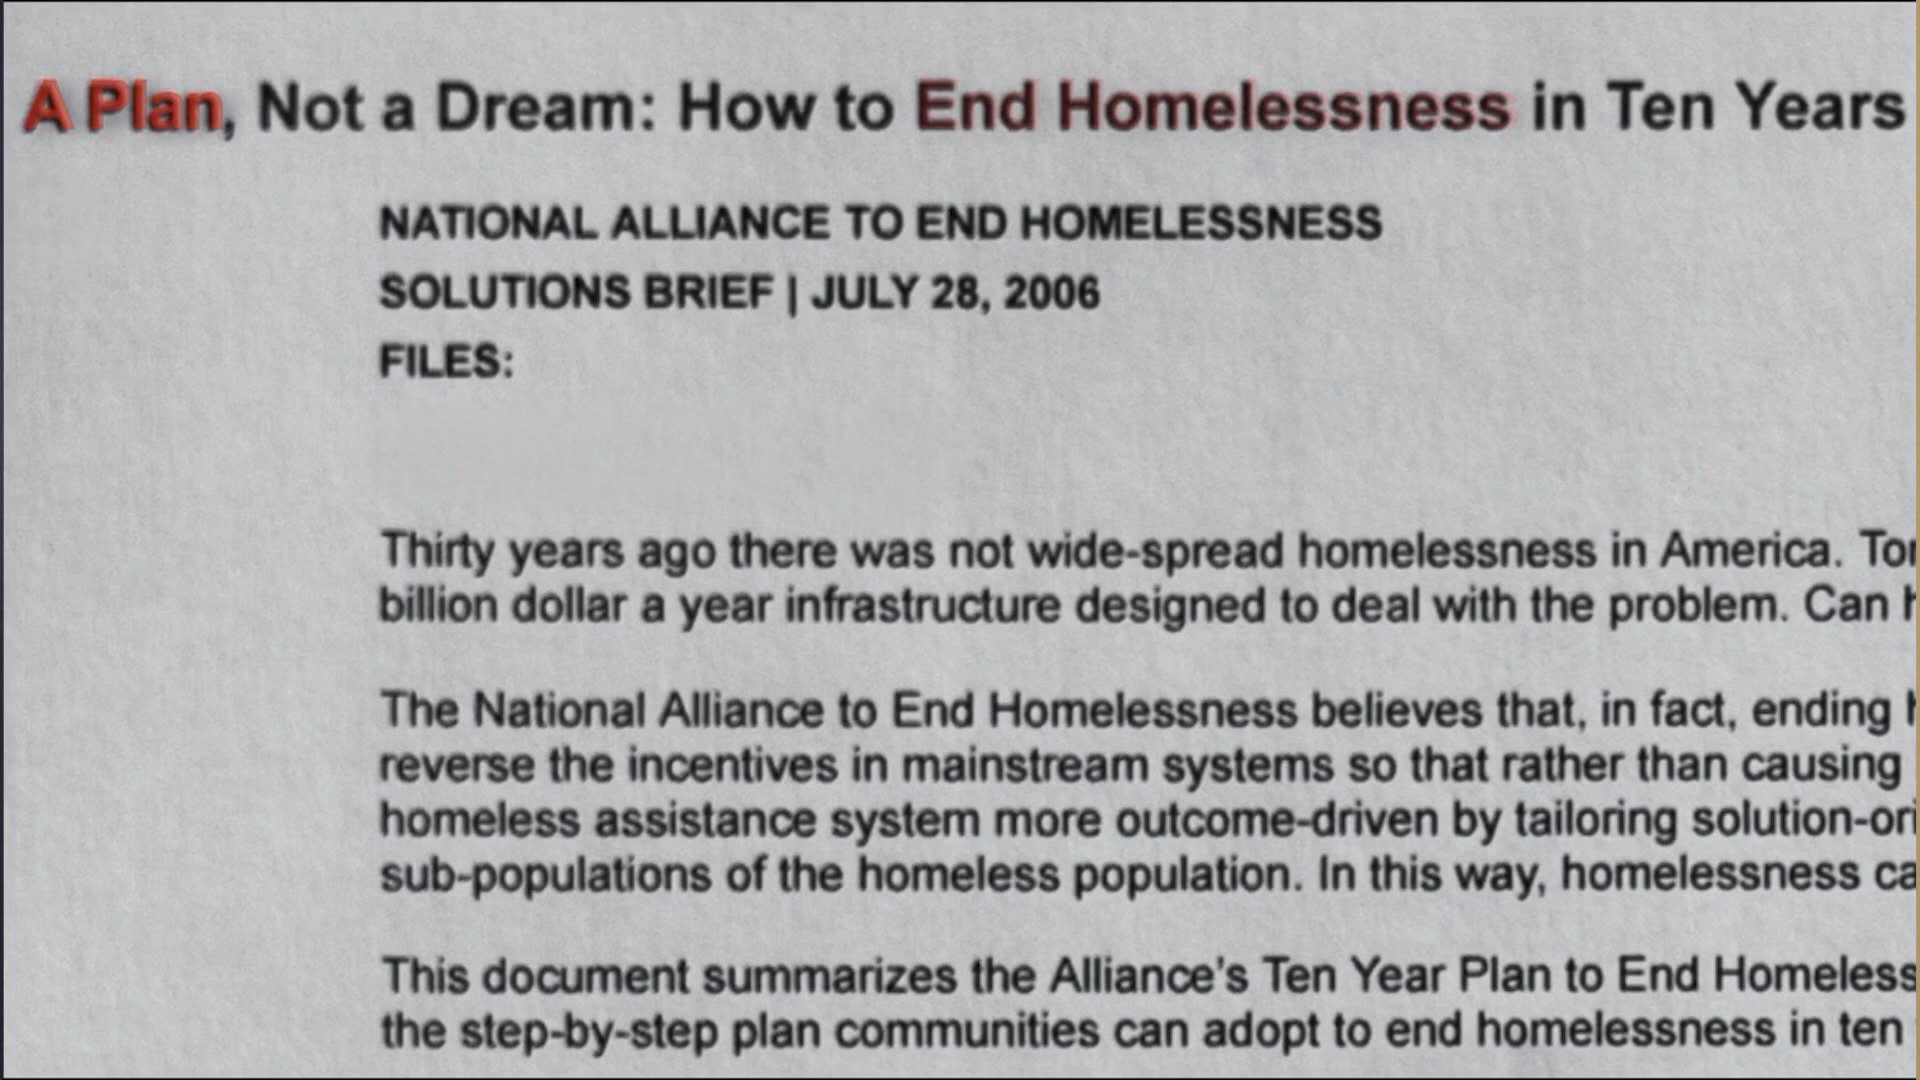 A Plan, Not a Dream: How to End Homelessness in Ten Years
NATIONAL ALLIANCE TO END HOMELESSNESS
SOLUTIONS BRIEF | JULY 28, 2006
FILES:
Thirty years ago there was not wide-spread homelessness in America.
billion dollar a year infrastructure designed to deal with the problem. Can
The National Alliance to End Homelessness believes that, in fact, ending
reverse the incentives in mainstream systems so that rather than causing
homeless assistance system more outcome-driven by tailoring
sub-populations of the homeless population. In this way, homelessness
This document summarizes the Alliance's Ten Year Plan to End
the step-by-step plan communities can adopt to end homelessness in ten